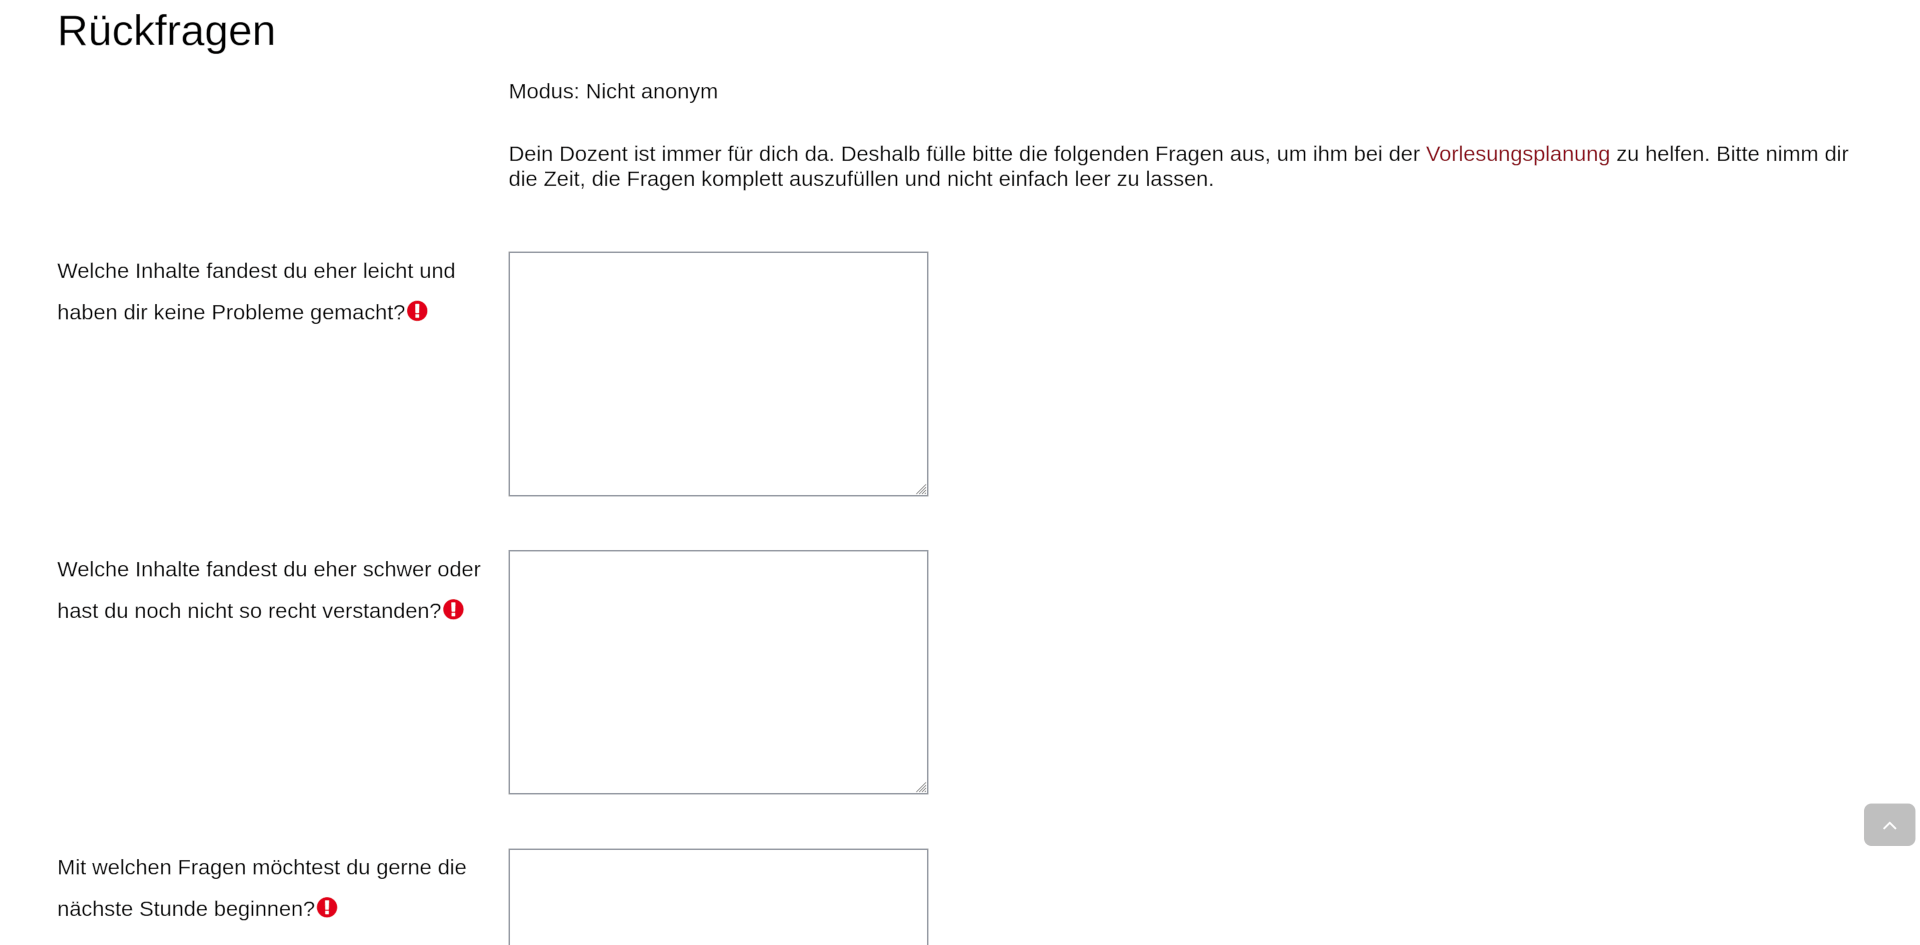 Rückfragen
Modus: Nicht anonym
Dein Dozent ist immer für dich da. Deshalb fülle bitte die folgenden Fragen aus, um ihm bei der Vorlesungsplanung zu helfen. Bitte nimm dir
die Zeit, die Fragen komplett auszufüllen und nicht einfach leer zu lassen.
Welche Inhalte fandest du eher leicht und
haben dir keine Probleme gemacht?
Welche Inhalte fandest du eher schwer oder
hast du noch nicht so recht verstanden?
Mit welchen Fragen möchtest du gerne die
nächste Stunde beginnen?